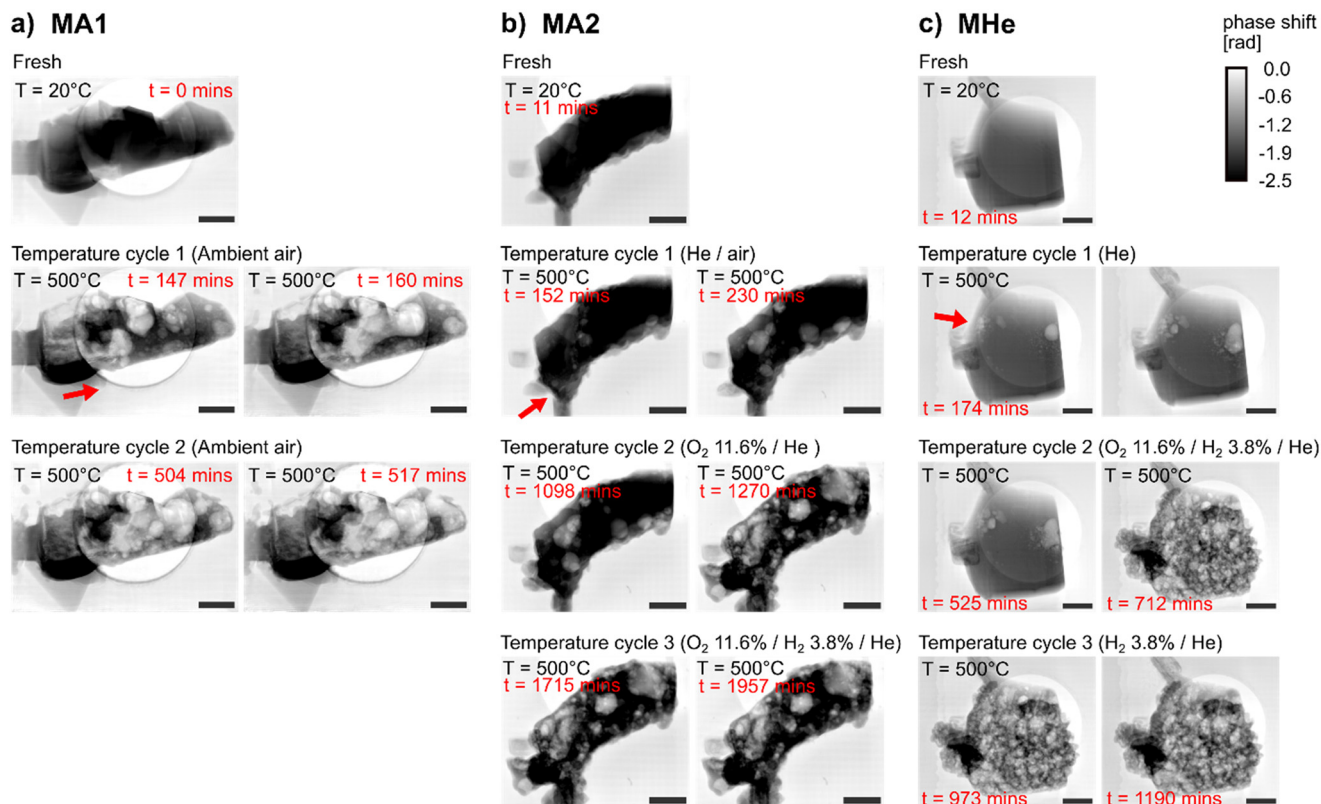 a) MA1
Fresh
T = 20°C
t = 0 mins
Temperature cycle 1 (Ambient air)
T = 500°C
t = 147 mins
T = 500°C
t = 160 mins
Temperature cycle 2 (Ambient air)
T = 500°C
t = 504 mins
T = 500°C
t = 517 mins
b) MA2
Fresh
T = 20°C
t = 11 mins
Temperature cycle 1 (He / air)
T = 500°C
t = 152 mins
T = 500°C
t = 230 mins
Temperature cycle 2 (O₂ 11.6% / He )
T = 500°C
t = 1098 mins
T = 500°C
t = 1270 mins
Temperature cycle 3 (O₂ 11.6% / H₂ 3.8% / He)
T = 500°C
t = 1715 mins
T = 500°C
t = 1957 mins
c) MHe
Fresh
T = 20°C
t = 12 mins
Temperature cycle 1 (He)
T = 500°C
t = 174 mins
Temperature cycle 2 (O₂ 11.6% / H₂ 3.8% / He)
T = 500°C
t = 525 mins
T = 500°C
t = 712 mins
Temperature cycle 3 (H₂ 3.8% / He)
T = 500°C
t = 973 mins
t = 1190 mins
phase shift
[rad]
0.0
-0.6
-1.2
-1.9
-2.5